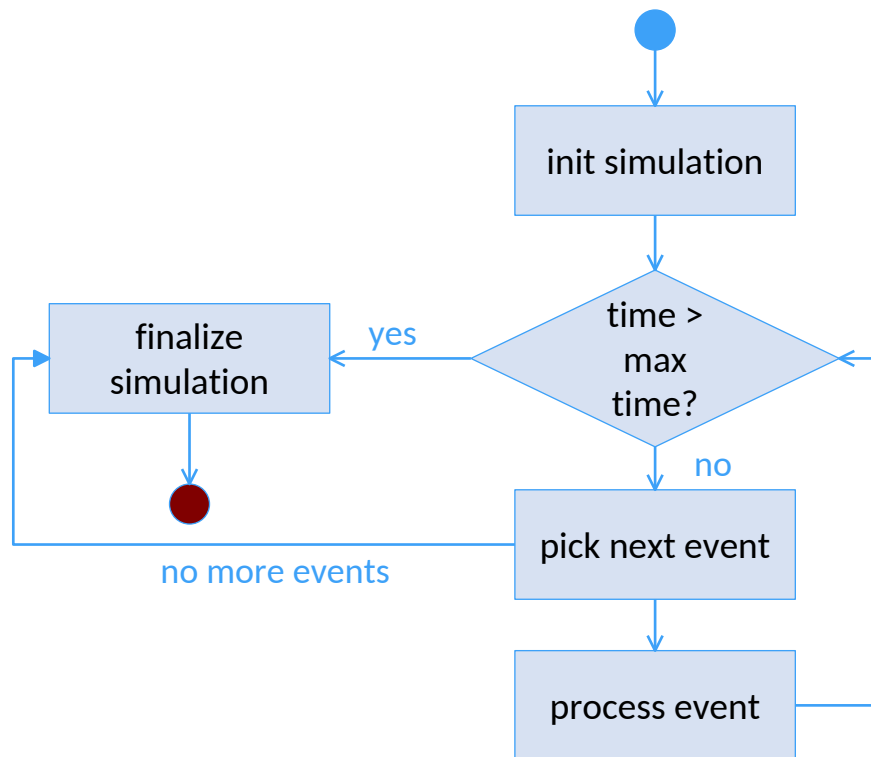 init simulation
time >
max
time?
yes
finalize
simulation
no
pick next event
no more events
process event